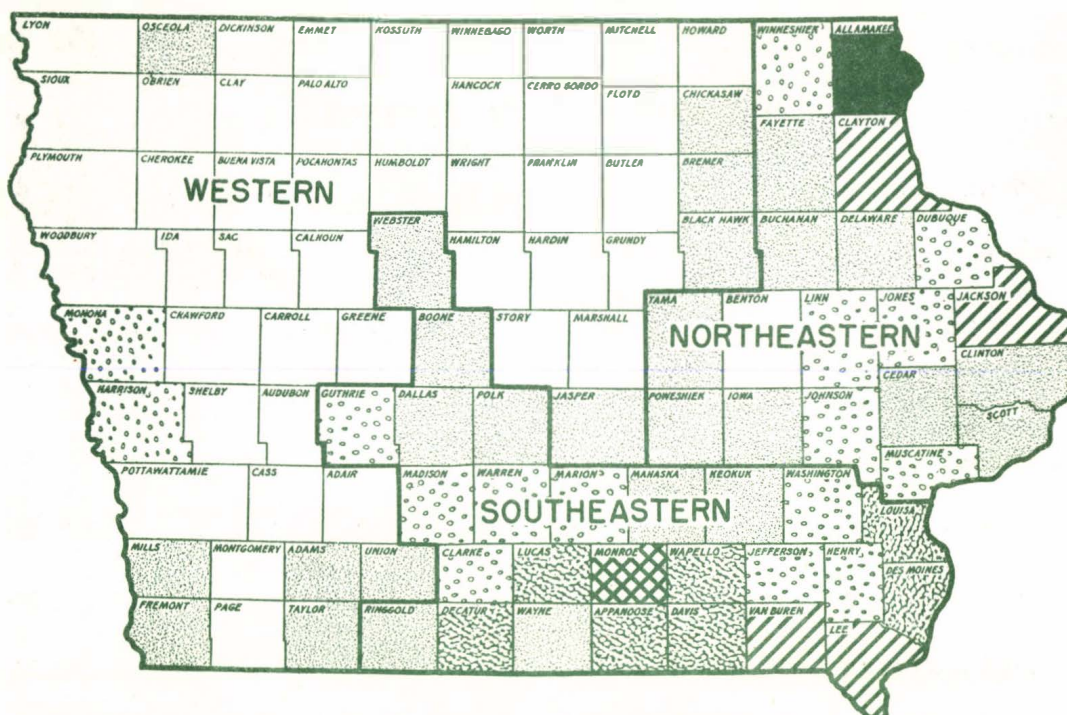 LYON OSCEOLA DICKINSON EMMET KOSSUTH WINNEBAGO WORTH MITCHELL HOWARD WINNESHIEK ALLAMAKEE
SIOUX OBRIEN CLAY PALO ALTO HANCOCK CERRO GORDO FLOYD CHICKASAW
FAYETTE CLAYTON
PLYMOUTH CHEROKEE BUENA VISTA POCAHONTAS HUMBOLDT WRIGHT FRANKLIN BUTLER BREMER
WESTERN
WEBSTER BLACK HAWK BUCHANAN DELAWARE DUBUQUE
WOODBURY IDA SAC CALHOUN HAMILTON HARDIN GRUNDY
TAMA BENTON LINN JONES JACKSON
MONONA CRAWFORD CARROLL GREENE BOONE STORY MARSHALL
NORTHEASTERN
CLINTON
CEDAR
HARRISON SHELBY AUDUBON GUTHRIE DALLAS POLK JASPER POWESHIEK IOWA JOHNSON
SCOTT
MUSCATINE
POTTAWATTAMIE CASS ADAIR MADISON WARREN MARION MAHASKA KEOKUK WASHINGTON
SOUTHEASTERN
LOUISA
MILLS MONTGOMERY ADAMS UNION CLARKE LUCAS MONROE WAPELLO JEFFERSON HENRY
DES MOINES
FREMONT PAGE TAYLOR RINGGOLD DECATUR WAYNE APPANOOSE DAVIS VAN BUREN
LEE